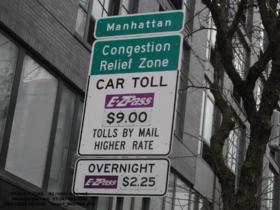 Manhattan
Congestion
Relief Zone
CAR TOLL
E-ZPass
$9.00
TOLLS BY MAIL
HIGHER RATE
OVERNIGHT
E-ZPass $2.25